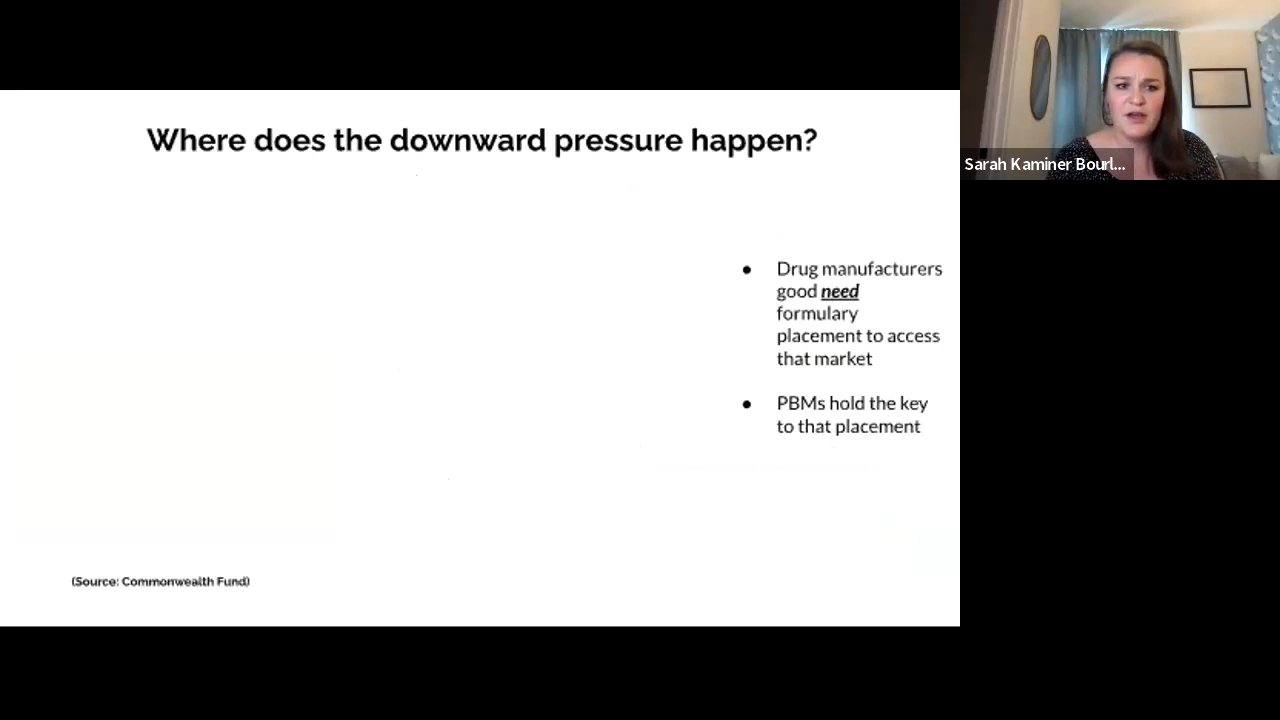 Where does the downward pressure happen?
Sarah Kaminer Bourl...
● Drug manufacturers
good need
formulary
placement to access
that market
● PBMs hold the key
to that placement
(Source: Commonwealth Fund)